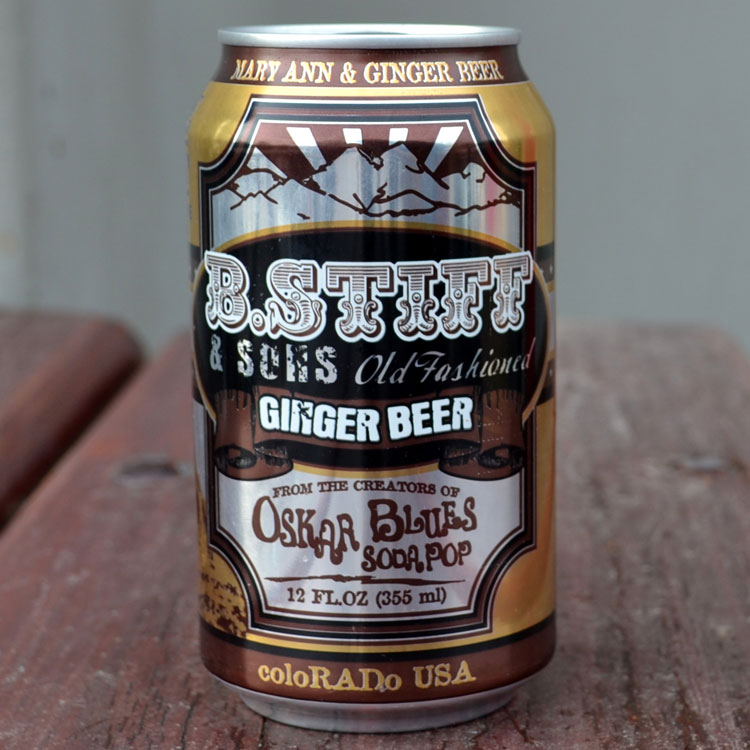 MARY ANN & GINGER BEER
B.STIFF
& SONS Old Fashioned
GINGER BEER
FROM THE CREATORS OF
OSKAR BLUES
SODA POP
12 FL.OZ (355 ml)
coloRADo USA